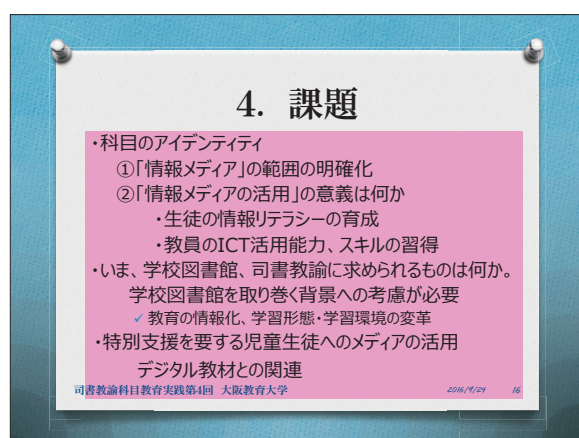 4. 課題
・科目のアイデンティティ
①「情報メディア」の範囲の明確化
②「情報メディアの活用」の意義は何か
・生徒の情報リテラシーの育成
・教員のICT活用能力、スキルの習得
・いま、学校図書館、司書教諭に求められるものは何か。
学校図書館を取り巻く背景への考慮が必要
✓ 教育の情報化、学習形態・学習環境の変革
・特別支援を要する児童生徒へのメディアの活用
デジタル教材との関連
司書教諭科目教育実践第4回 大阪教育大学 2016/9/24 16